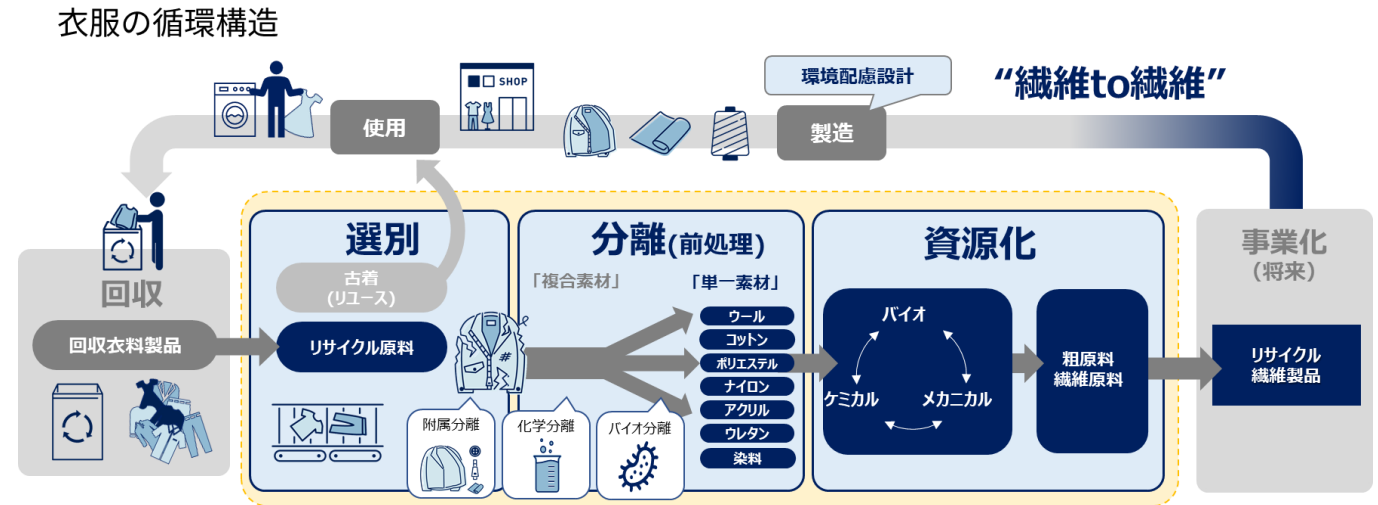 衣服の循環構造
SHOP
環境配慮設計
“繊維to繊維”
使用
製造
選別
分離(前処理)
資源化
事業化
(将来)
古着
(リユース)
「複合素材」
「単一素材」
回収
回収衣料製品
リサイクル原料
#
ウール
コットン
ポリエステル
ナイロン
アクリル
ウレタン
染料
バイオ
ケミカル
メカニカル
粗原料
繊維原料
リサイクル
繊維製品
附属分離
化学分離
バイオ分離